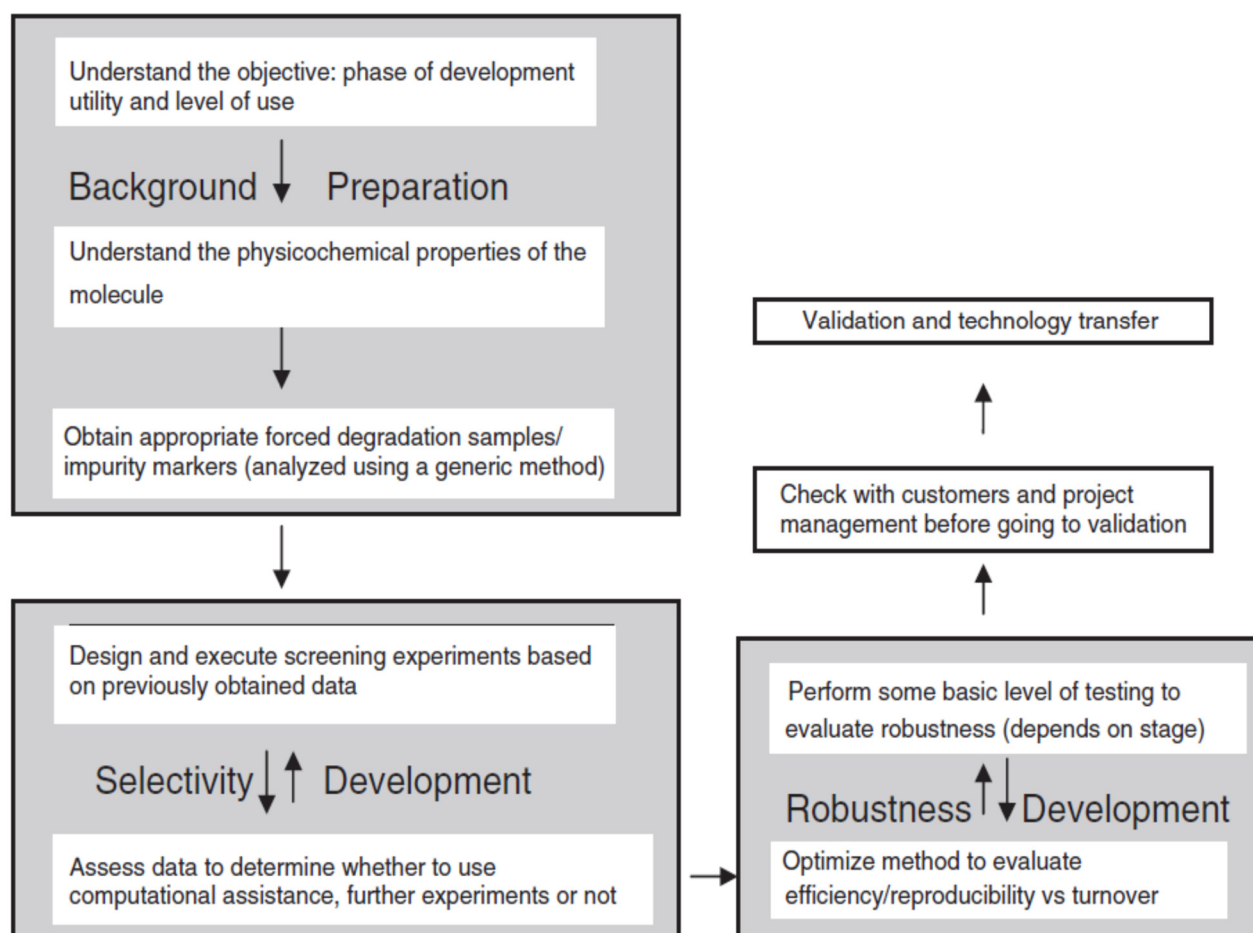 Understand the objective: phase of development
utility and level of use
Background Preparation
Understand the physicochemical properties of the
molecule
Obtain appropriate forced degradation samples/
impurity markers (analyzed using a generic method)
Design and execute screening experiments based
on previously obtained data
Selectivity Development
Assess data to determine whether to use
computational assistance, further experiments or not
Validation and technology transfer
Check with customers and project
management before going to validation
Perform some basic level of testing to
evaluate robustness (depends on stage)
Robustness Development
Optimize method to evaluate
efficiency/reproducibility vs turnover